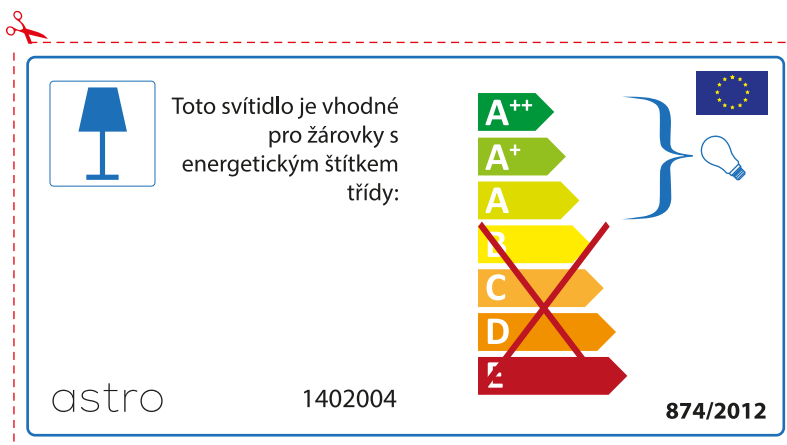 Toto svítidlo je vhodné
pro žárovky s
energetickým štítkem
třídy:
A++
A+
A
B
C
D
E
astro
1402004
874/2012